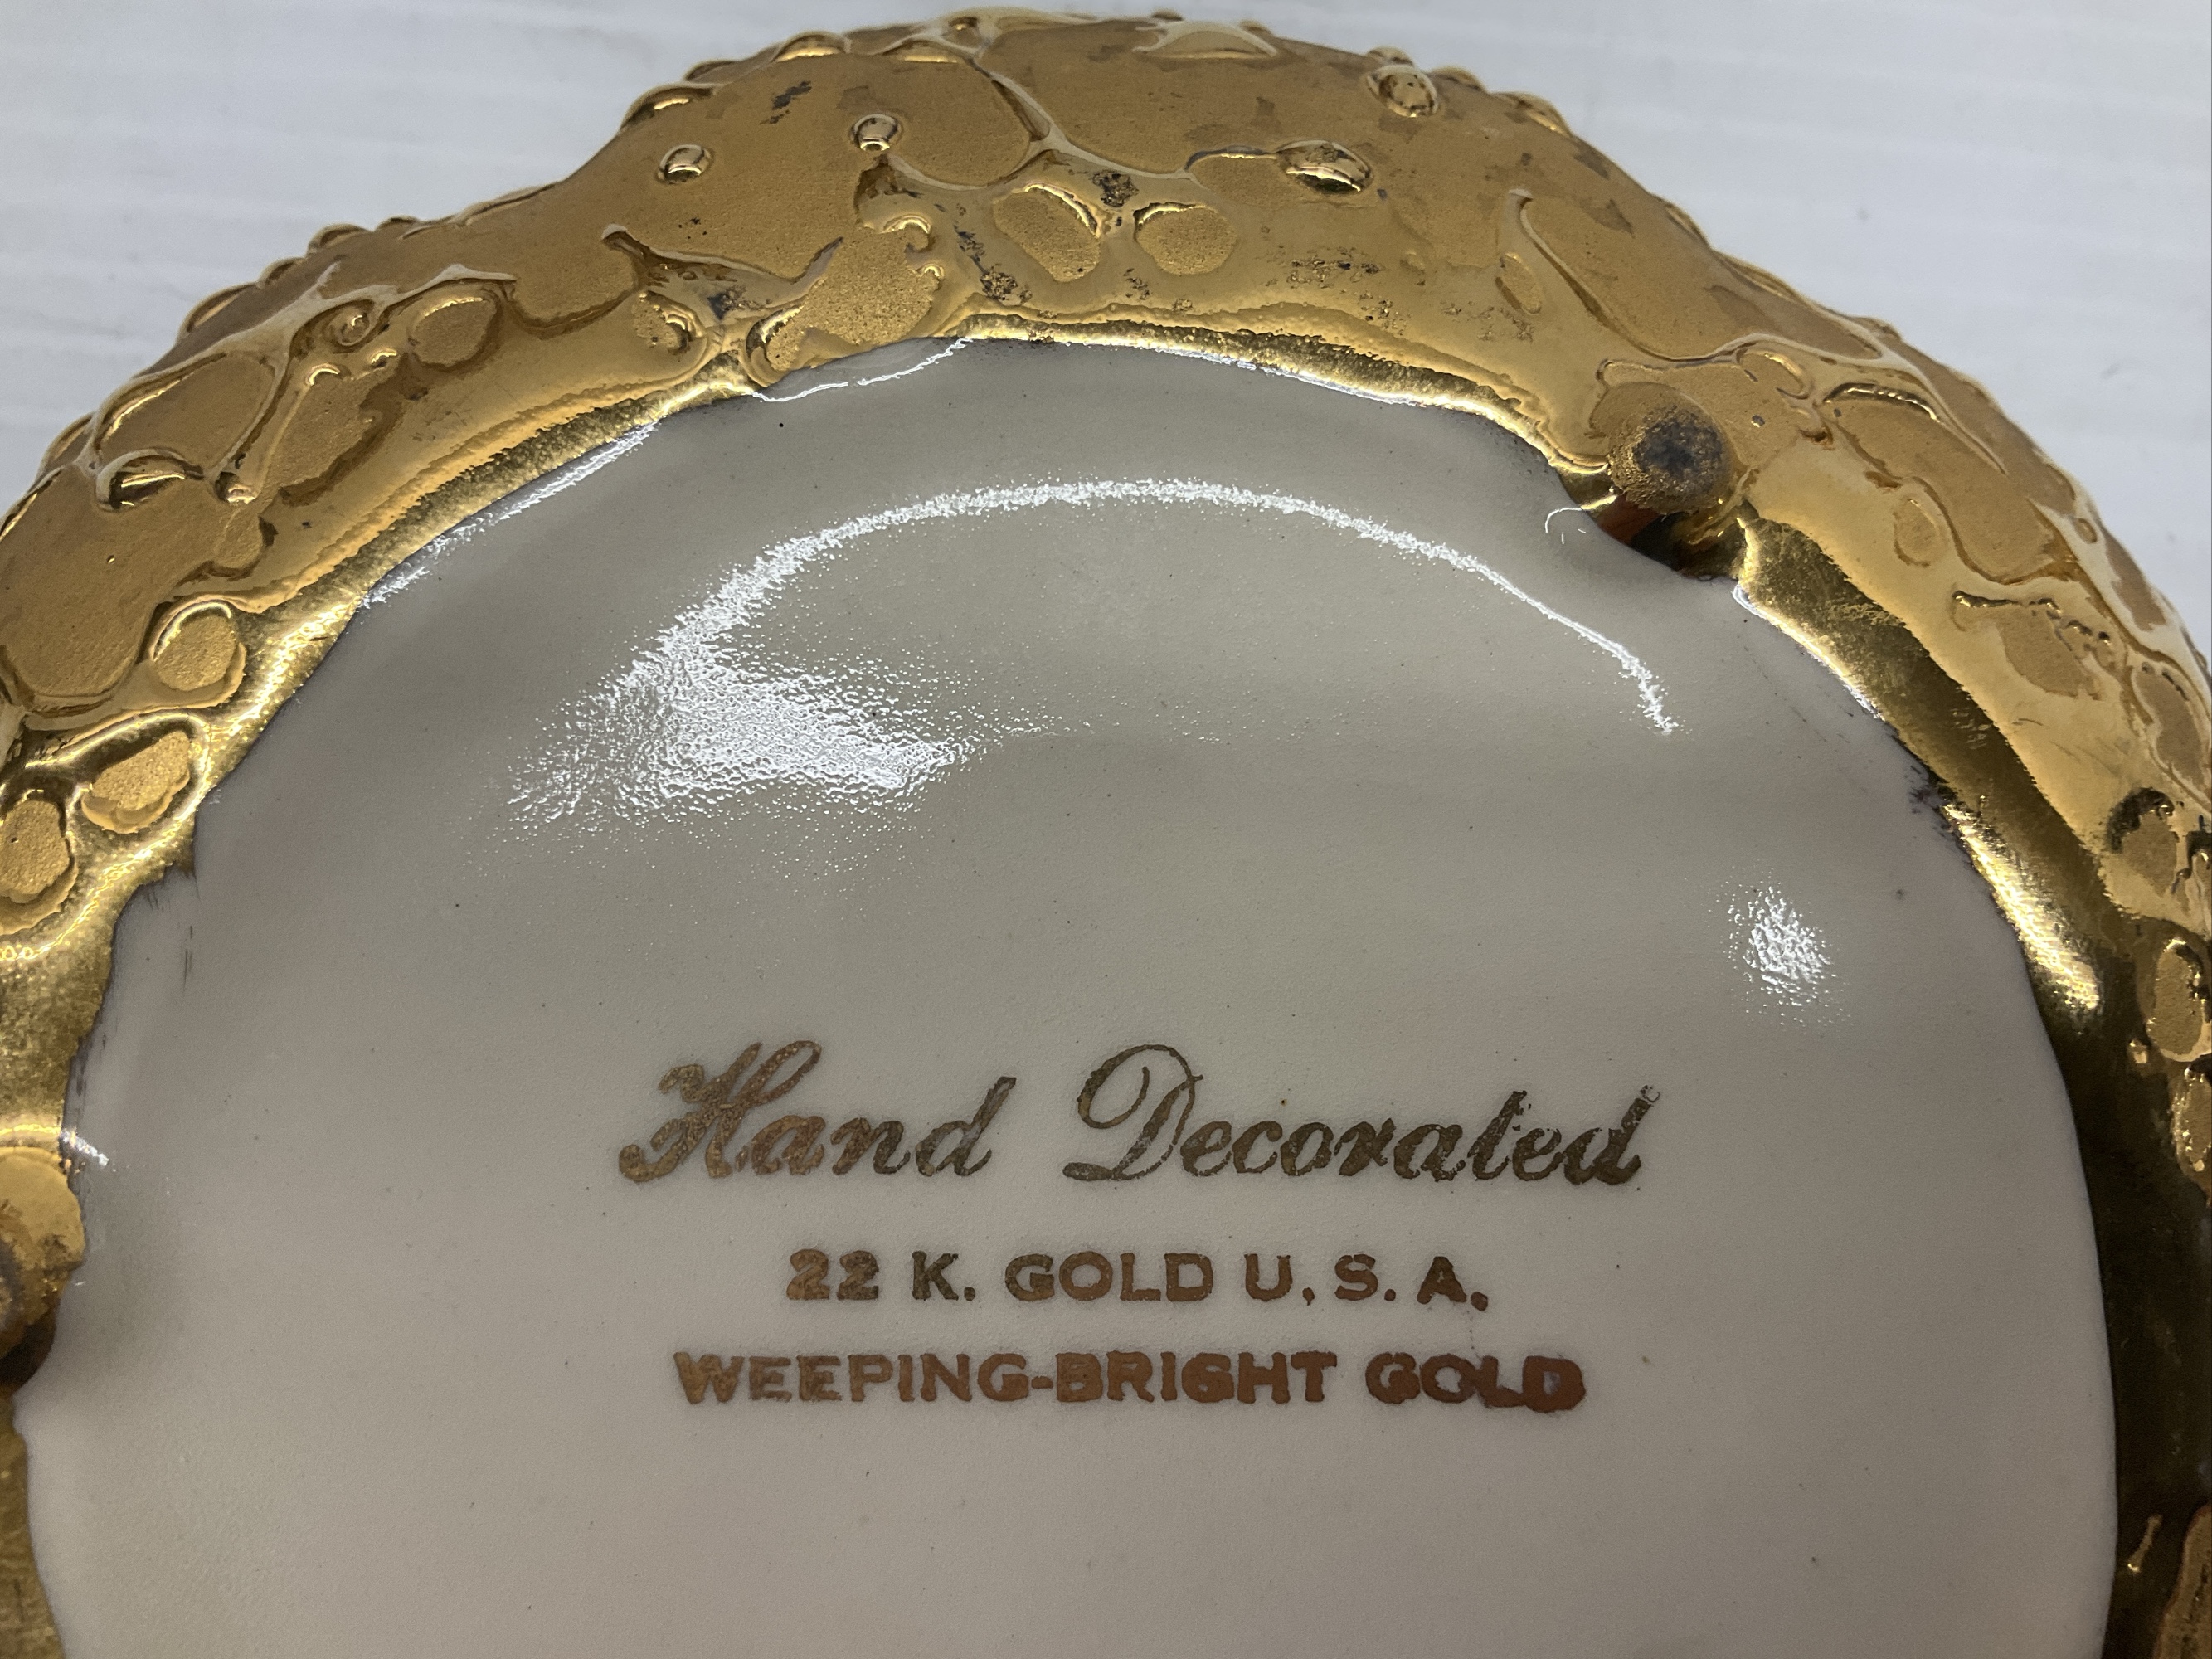 Hand Decorated
22 K. GOLD U.S.A.
WEEPING-BRIGHT GOLD